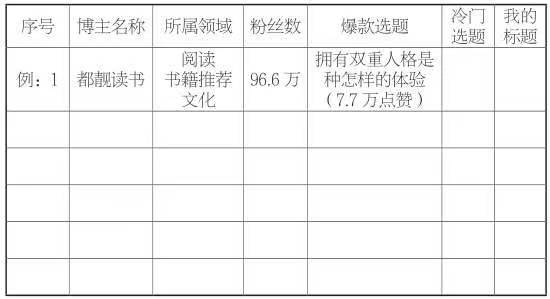 序号 博主名称 所属领域 粉丝数 爆款选题 冷门选题 我的标题
例：1 都靓读书 阅读 96.6 万 拥有双重人格是
书籍推荐 种怎样的体验
文化 （7.7 万点赞）